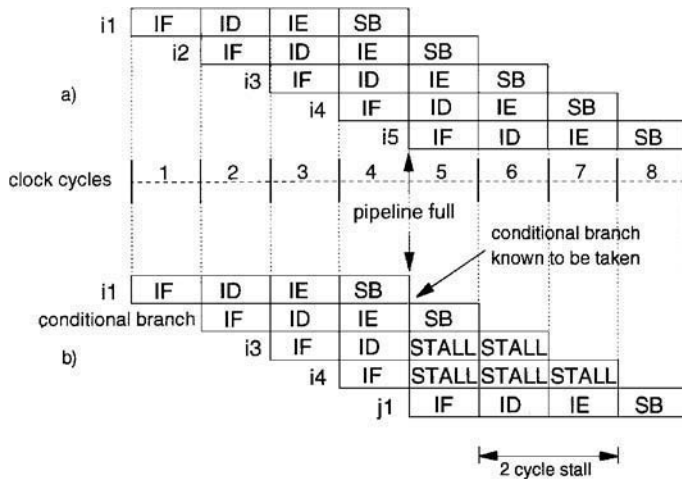 i1 IF ID IE SB
i2 IF ID IE SB
i3 IF ID IE SB
a)
i4 IF ID IE SB
i5 IF ID IE SB
clock cycles 1 2 3 4 5 6 7 8
pipeline full
conditional branch
known to be taken
i1 IF ID IE SB
conditional branch IF ID IE SB
i3 IF ID STALL STALL
b)
i4 IF STALL STALL STALL
j1 IF ID IE SB
2 cycle stall